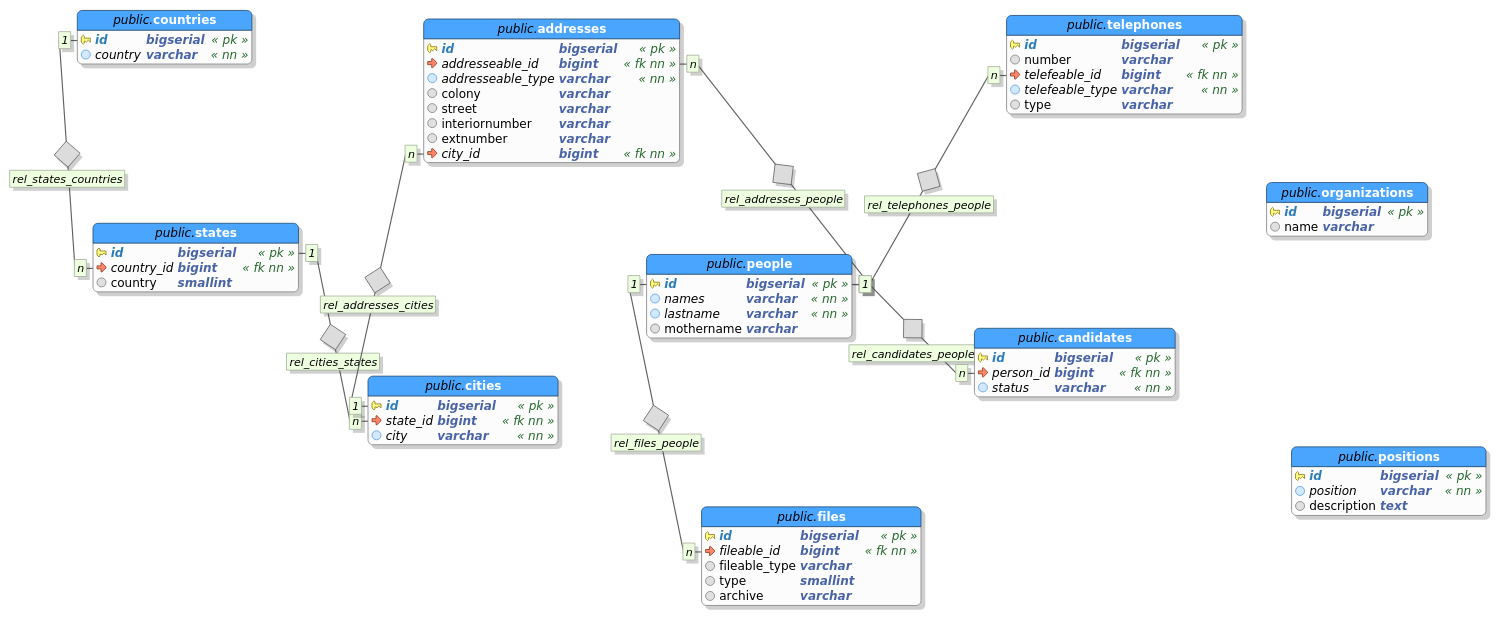 public.countries
1
id bigserial « pk »
country varchar « nn »
rel_states_countries
n
public.states
id bigserial « pk »
1
country_id bigint « fk nn »
country smallint
public.addresses
id bigserial « pk »
addresseable_id bigint « fk nn »
n
addresseable_type varchar « nn »
colony varchar
street varchar
interiornumber varchar
extnumber varchar
n
city_id bigint « fk nn »
rel_addresses_cities
rel_cities_states
public.cities
1
id bigserial « pk »
n
state_id bigint « fk nn »
city varchar « nn »
rel_addresses_people
rel_telephones_people
public.telephones
id bigserial « pk »
number varchar
n
telefeable_id bigint « fk nn »
telefeable_type varchar « nn »
type varchar
public.organizations
id bigserial « pk »
name varchar
public.people
1
id bigserial « pk »
1
names varchar « nn »
lastname varchar « nn »
mothername varchar
rel_candidates_people
public.candidates
id bigserial « pk »
n
person_id bigint « fk nn »
status varchar « nn »
rel_files_people
public.files
id bigserial « pk »
n
fileable_id bigint « fk nn »
fileable_type varchar
type smallint
archive varchar
public.positions
id bigserial « pk »
position varchar « nn »
description text